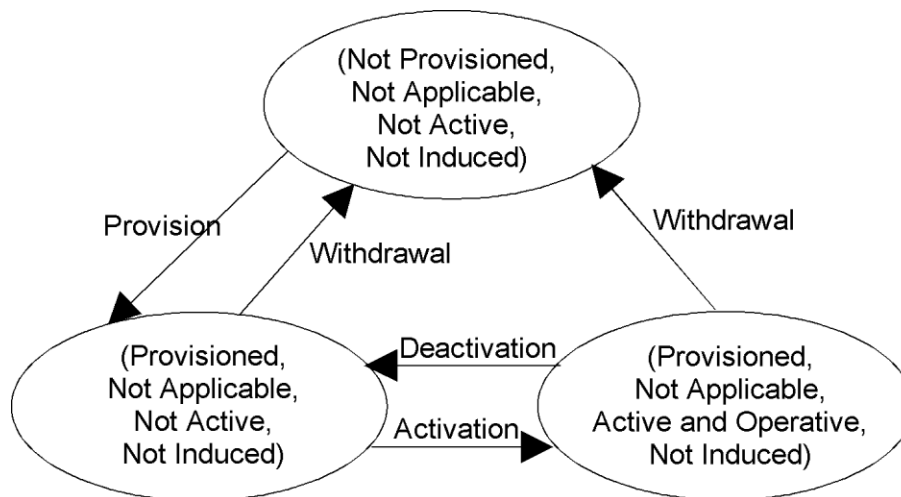 (Not Provisioned,
Not Applicable,
Not Active,
Not Induced)
Provision
Withdrawal
Withdrawal
Deactivation
Activation
(Provisioned,
Not Applicable,
Not Active,
Not Induced)
(Provisioned,
Not Applicable,
Active and Operative,
Not Induced)